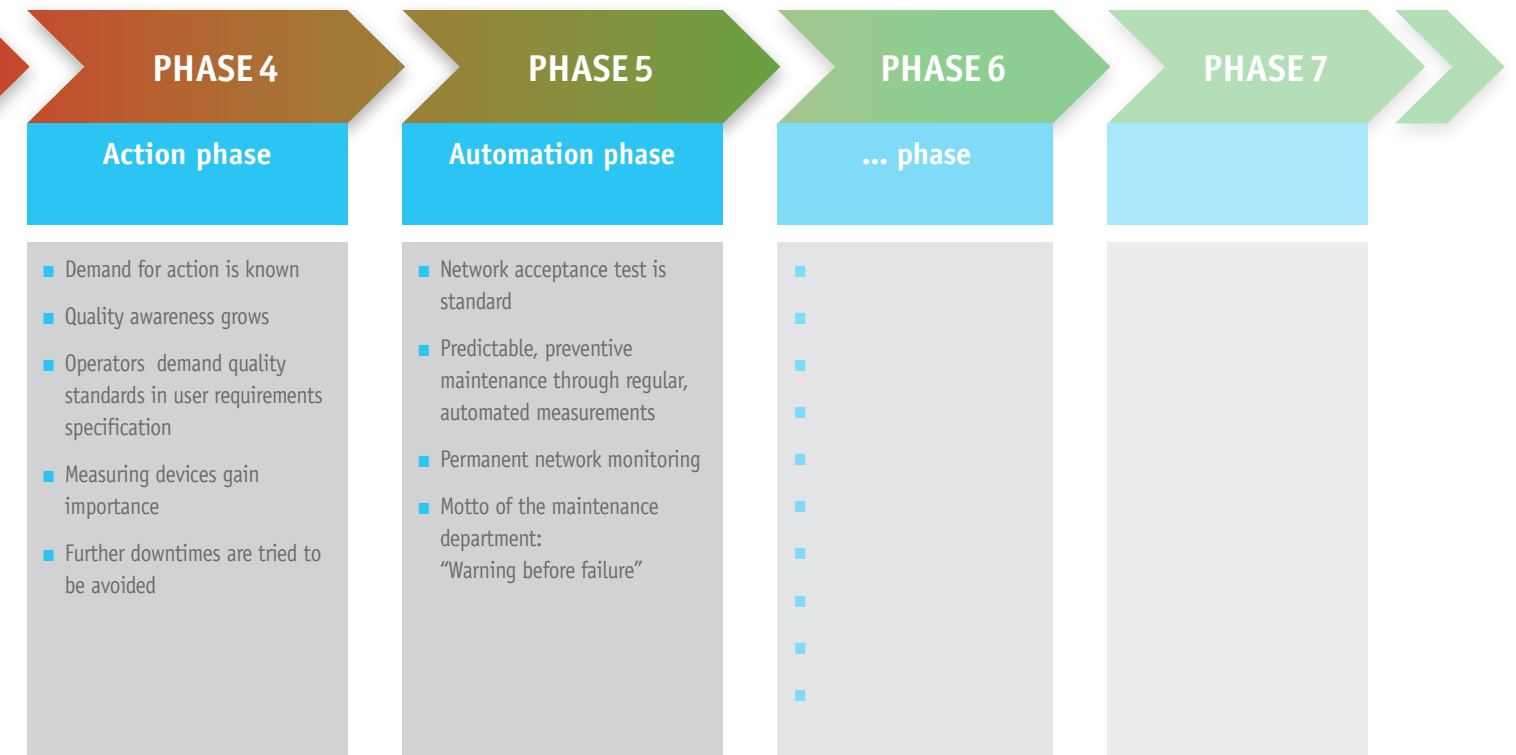 PHASE 4
Action phase
■ Demand for action is known
■ Quality awareness grows
■ Operators demand quality
standards in user requirements
specification
■ Measuring devices gain
importance
■ Further downtimes are tried to
be avoided
PHASE 5
Automation phase
■ Network acceptance test is
standard
■ Predictable, preventive
maintenance through regular,
automated measurements
■ Permanent network monitoring
■ Motto of the maintenance
department:
“Warning before failure”
PHASE 6
... phase
PHASE 7